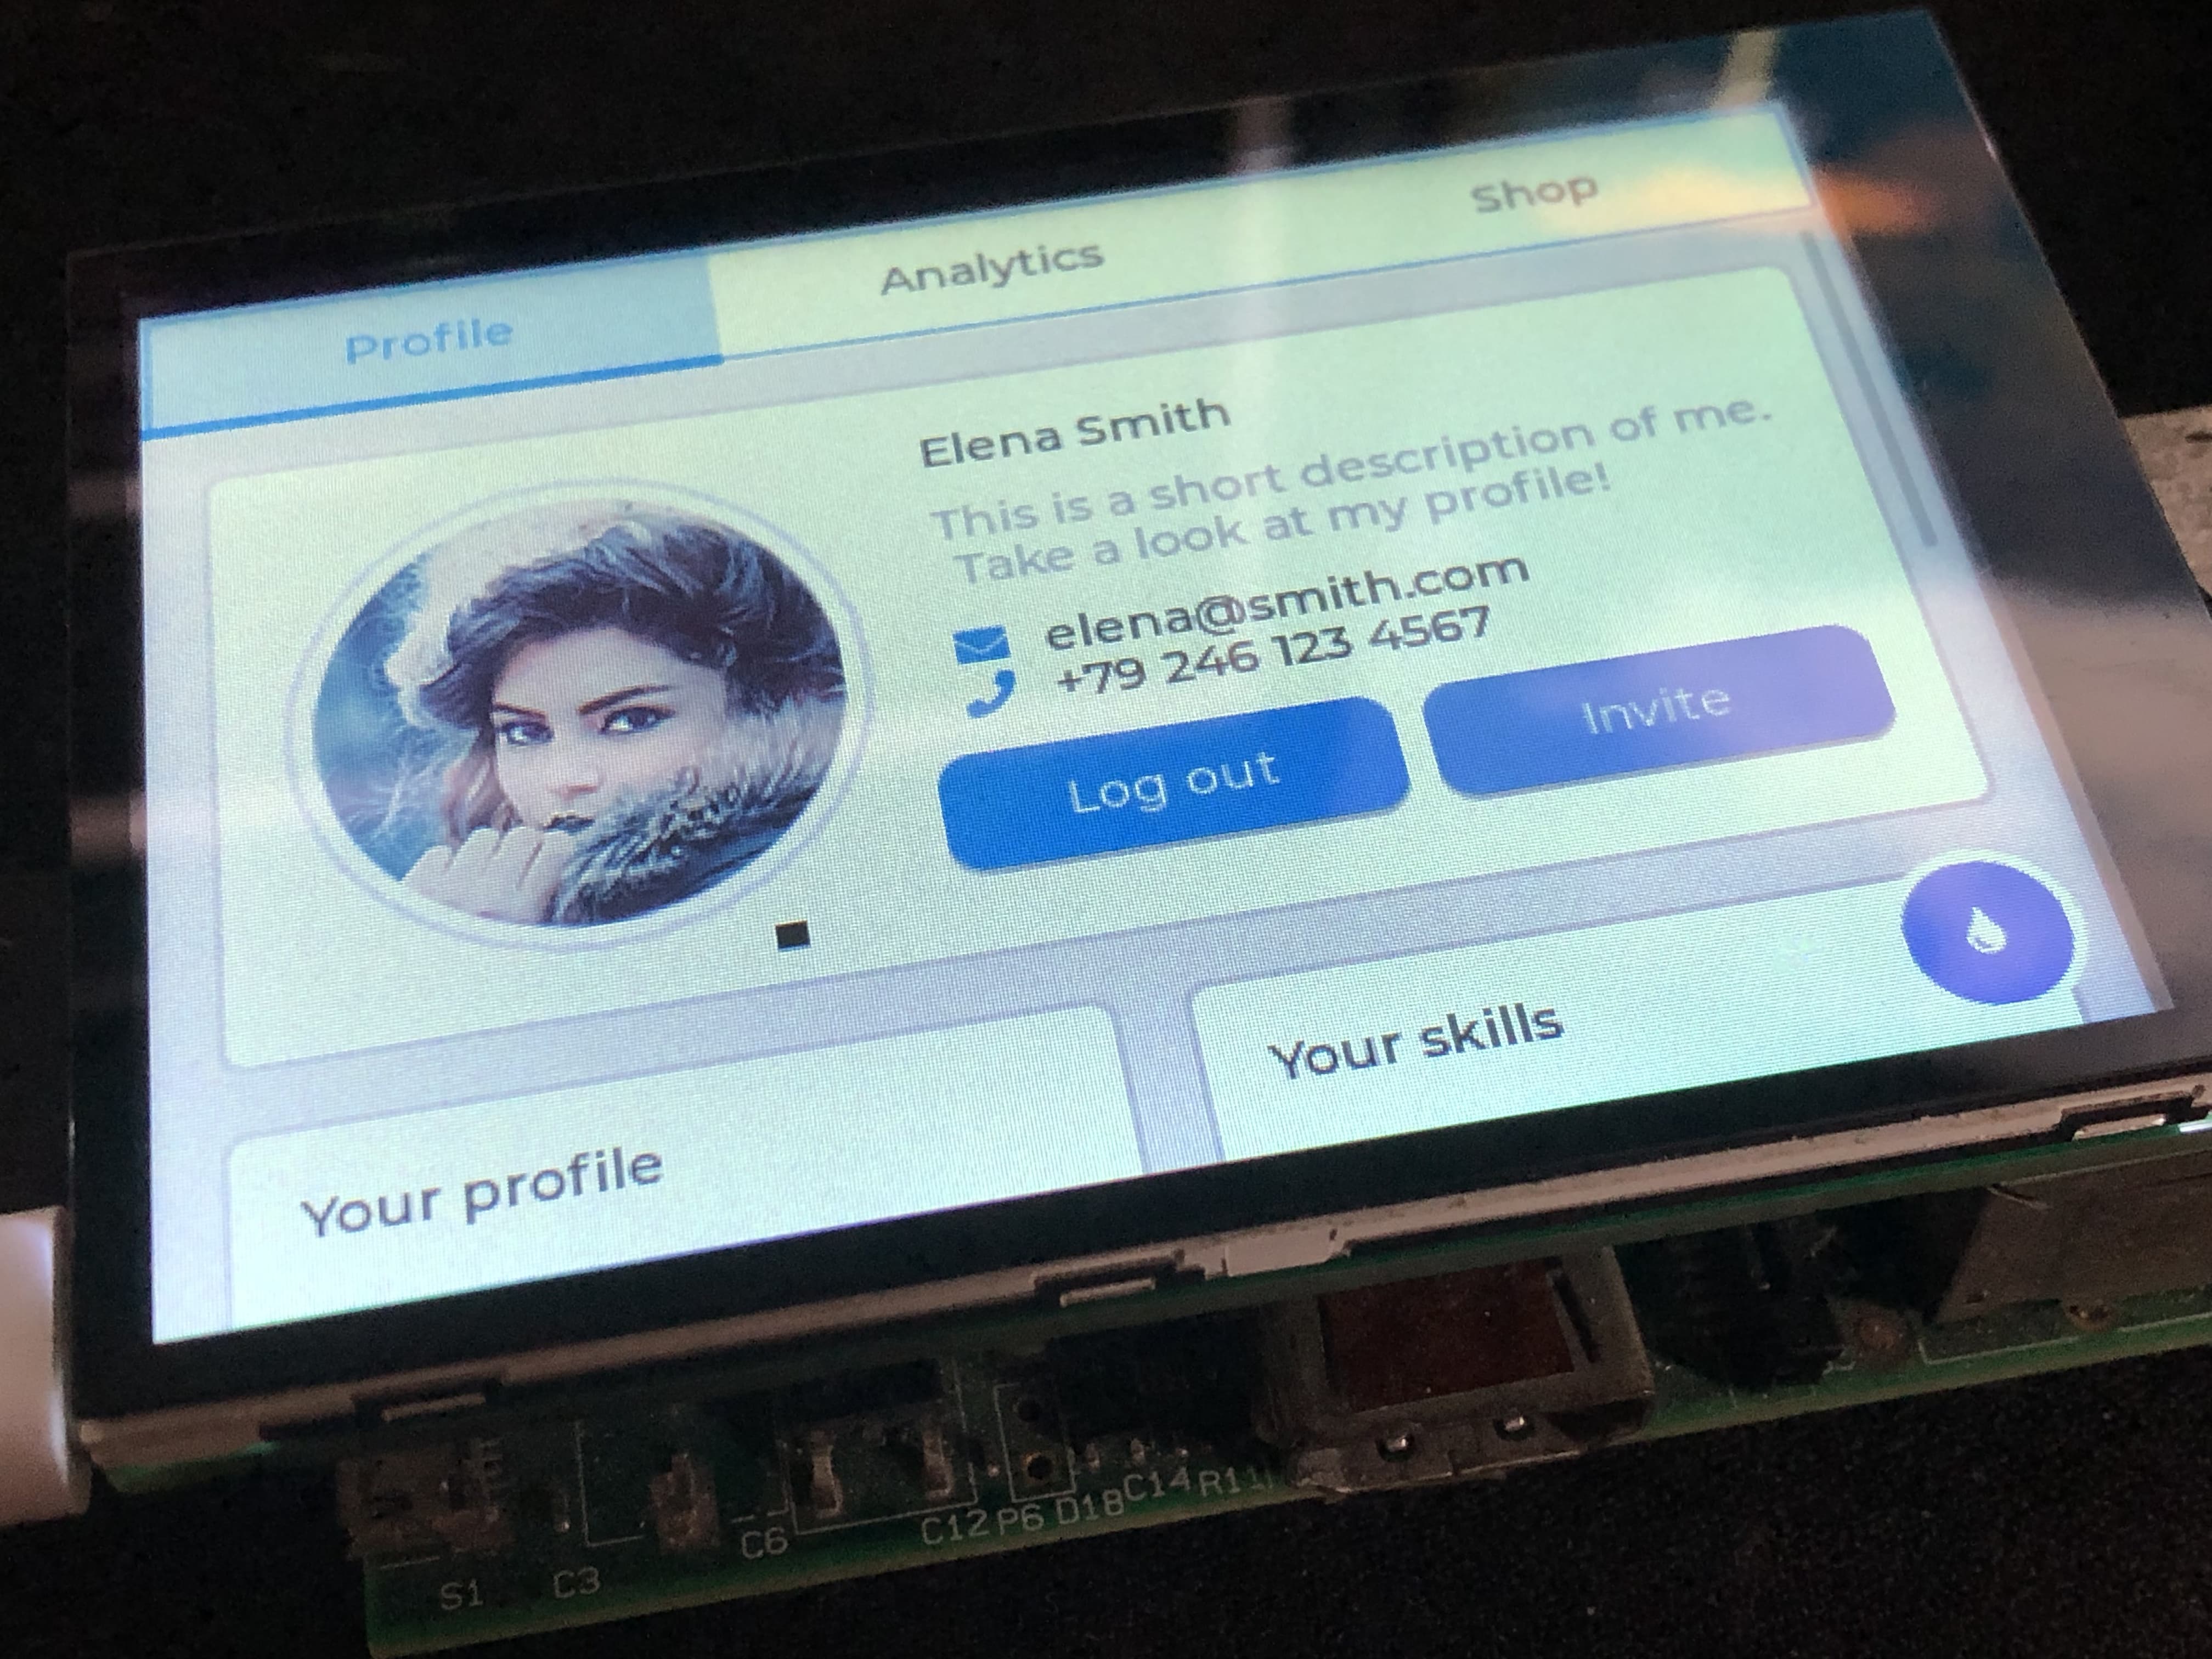 Profile
Analytics
Shop
Elena Smith
This is a short description of me.
Take a look at my profile!
elena@smith.com
+79 246 123 4567
Log out
Invite
Your profile
Your skills
S1
C3
C6
C12 P6 D18 C14 R11